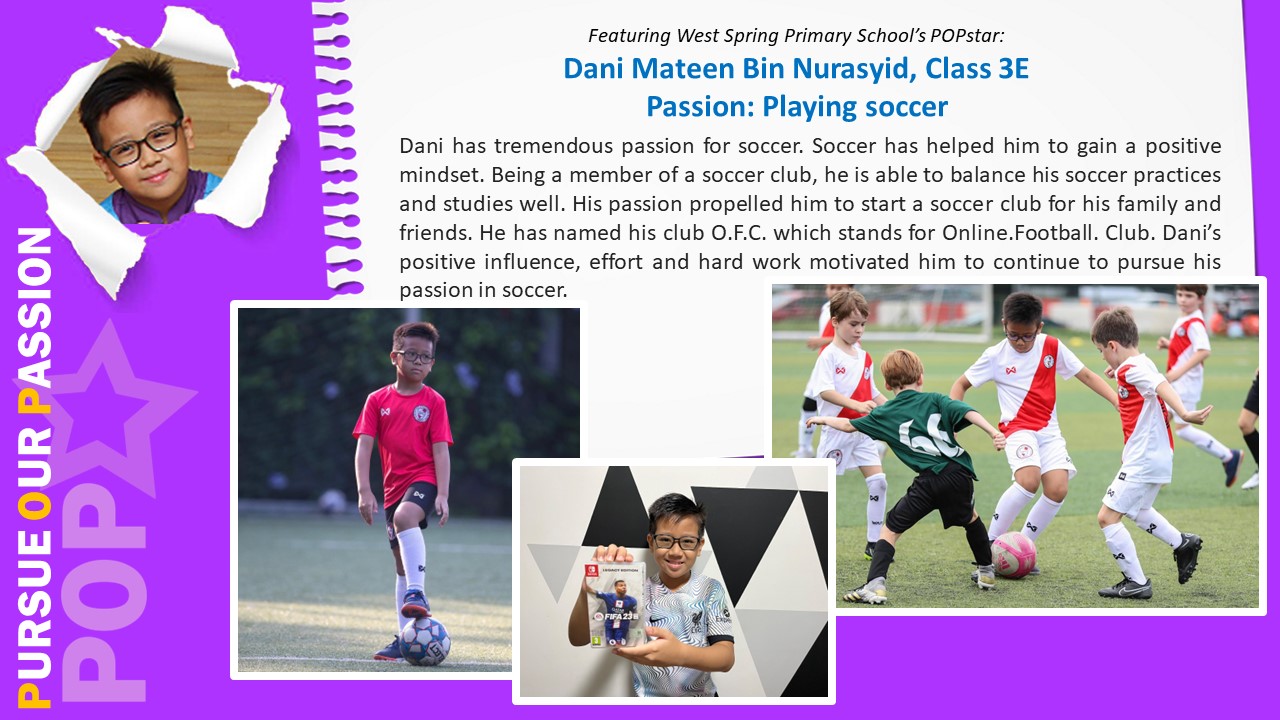 Featuring West Spring Primary School’s POPstar:
Dani Mateen Bin Nurasyid, Class 3E
Passion: Playing soccer
Dani has tremendous passion for soccer. Soccer has helped him to gain a positive
mindset. Being a member of a soccer club, he is able to balance his soccer practices
and studies well. His passion propelled him to start a soccer club for his family and
friends. He has named his club O.F.C. which stands for Online.Football. Club. Dani’s
positive influence, effort and hard work motivated him to continue to pursue his
passion in soccer.
PURSUE OUR PASSION
POP
LEGACY EDITION
FIFA 23
66